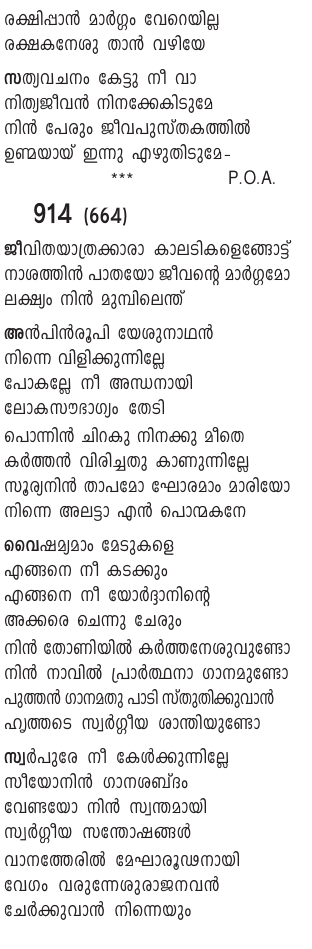 രക്ഷിപ്പാൻ മാർഗ്ഗം വേറെയില്ല
രക്ഷകനേശു താൻ വഴിയേ
സത്യവചനം കേട്ടു നീ വാ
നിത്യജീവൻ നിനക്കേകിടുമേ
നിൻ പേരും ജീവപുസ്തകത്തിൽ
ഉണ്മയായ് ഇന്നു എഴുതിടുമേ-
*** P.O.A.
914 (664)
ജീവിതയാത്രക്കാരാ കാലടികളെങ്ങോട്ട്
നാശത്തിൻ പാതയോ ജീവന്റെ മാർഗ്ഗമോ
ലക്ഷ്യം നിൻ മുമ്പിലെന്ത്
അൻപിൻരൂപി യേശുനാഥൻ
നിന്നെ വിളിക്കുന്നില്ലേ
പോകല്ലേ നീ അന്ധനായി
ലോകസൗഭാഗ്യം തേടി
പൊന്നിൻ ചിറകു നിനക്കു മീതെ
കർത്തൻ വിരിച്ചതു കാണുന്നില്ലേ
സൂര്യനിൻ താപമോ ഘോരമാം മാരിയോ
നിന്നെ അലട്ടാ എൻ പൊന്മകനേ
വൈഷമ്യമാം മേടുകളെ
എങ്ങനെ നീ കടക്കും
എങ്ങനെ നീ യോർദ്ദാനിന്റെ
അക്കരെ ചെന്നു ചേരും
നിൻ തോണിയിൽ കർത്തനേശുവുണ്ടോ
നിൻ നാവിൽ പ്രാർത്ഥനാ ഗാനമുണ്ടോ
പുത്തൻ ഗാനമതു പാടി സ്തുതിക്കുവാൻ
ഹൃത്തടെ സ്വർഗ്ഗീയ ശാന്തിയുണ്ടോ
സ്വർപുരേ നീ കേൾക്കുന്നില്ലേ
സീയോനിൻ ഗാനശബ്ദം
വേണ്ടയോ നിൻ സ്വന്തമായി
സ്വർഗ്ഗീയ സന്തോഷങ്ങൾ
വാനത്തേരിൽ മേഘാരൂഢനായി
വേഗം വരുന്നേശുരാജനവൻ
ചേർക്കുവാൻ നിന്നെയും